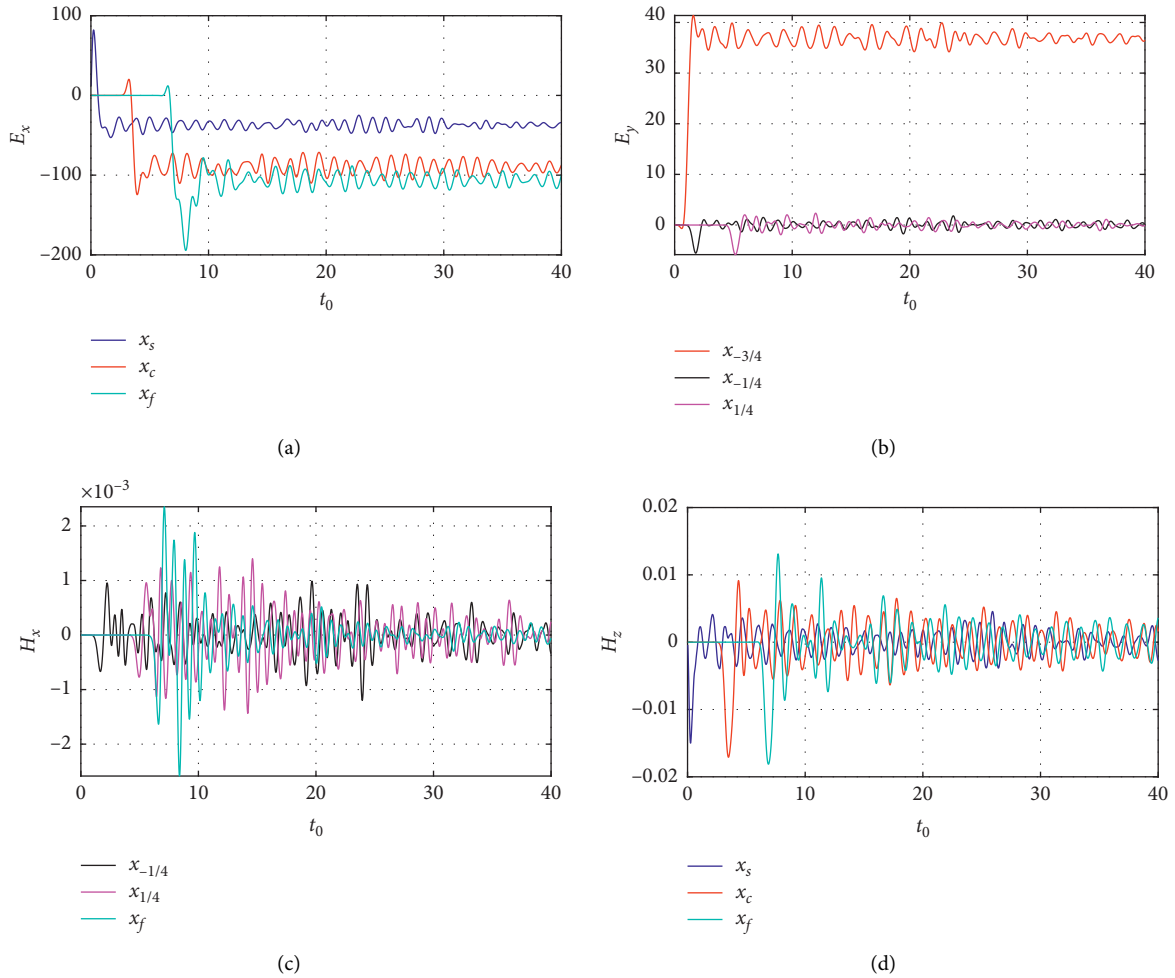 100
0
−100
−200
E_x
0 10 20 30 40
t_0
x_s
x_c
x_f
(a)
40
30
40
20
10
0
E_y
0 10 20 30 40
t_0
x_{−3/4}
x_{−1/4}
x_{1/4}
(b)
×10^{−3}
2
1
0
−1
−2
H_x
0 10 20 30 40
t_0
x_{−1/4}
x_{1/4}
x_f
(c)
0.02
0.01
0
−0.01
−0.02
H_z
0 10 20 30 40
t_0
x_s
x_c
x_f
(d)